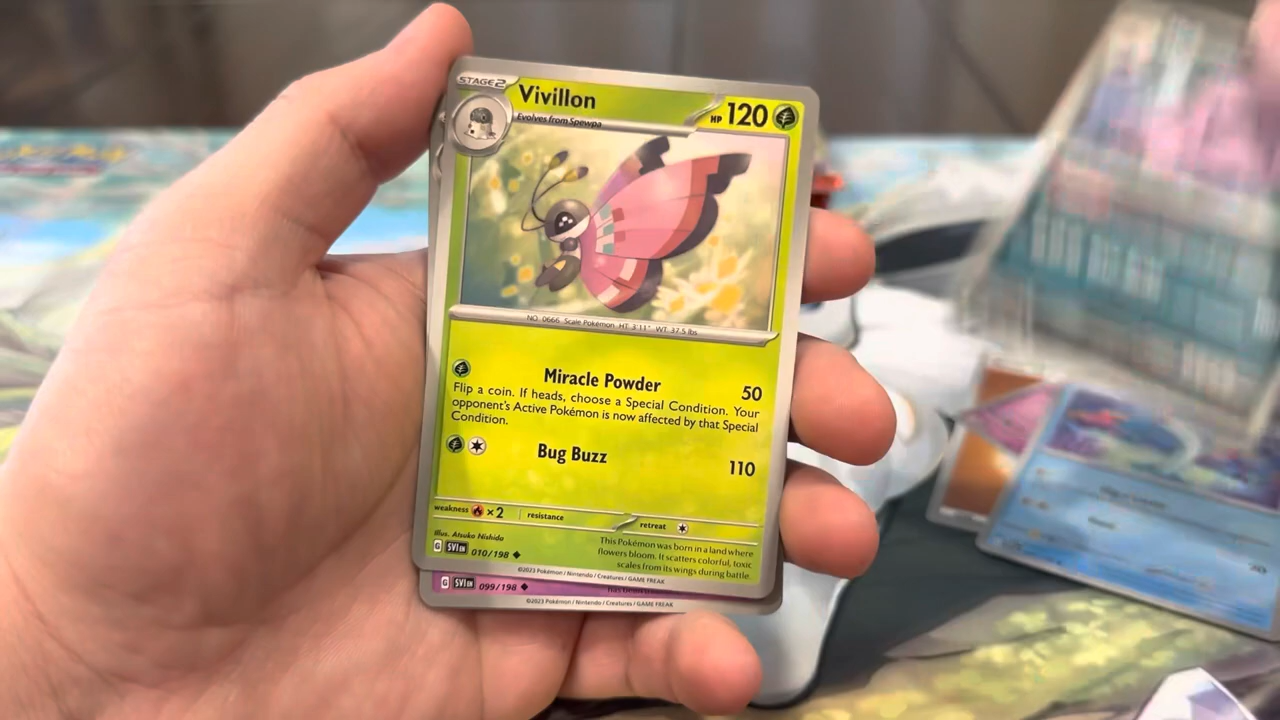 STAGE2
Vivillon
HP 120
Evolves from Spewpa
NO. 0666 Scale Pokémon HT: 3'11" WT: 37.5 lbs
Miracle Powder 50
Flip a coin. If heads, choose a Special Condition. Your
opponent's Active Pokémon is now affected by that Special
Condition.
Bug Buzz 110
weakness ×2 resistance retreat
Illus. Atsuko Nishida
This Pokémon was born in a land where
flowers bloom. It scatters colorful, toxic
scales from its wings during battle.
G SVI EN 010/198
©2023 Pokémon / Nintendo / Creatures / GAME FREAK
G SVI EN 099/198
©2023 Pokémon / Nintendo / Creatures / GAME FREAK